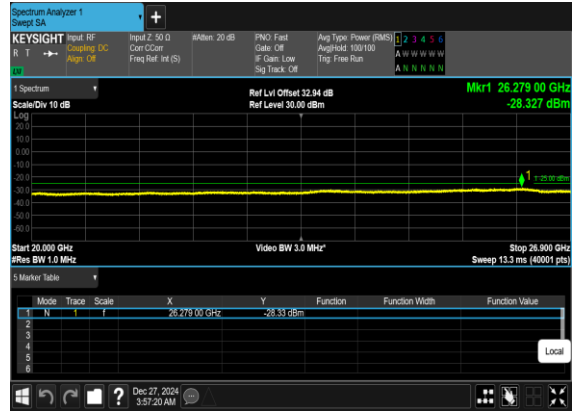 Spectrum Analyzer 1
Swept SA
+
KEYSIGHT
R T
Input: RF
Coupling: DC
Align: Off
Input Z: 50 Ω
Corr CCorr
Freq Ref: Int (S)
#Atten: 20 dB
PNO: Fast
Gate: Off
IF Gain: Low
Sig Track: Off
Avg Type: Power (RMS)
Avg|Hold: 100/100
Trig: Free Run
1 2 3 4 5 6
A W W W W W
A N N N N N
1 Spectrum
Scale/Div 10 dB
Ref Lvl Offset 32.94 dB
Ref Level 30.00 dBm
Mkr1 26.279 00 GHz
-28.327 dBm
Log
20.0
10.0
0.00
-10.0
-20.0
-30.0
-40.0
-50.0
-60.0
1
Start 20.000 GHz
#Res BW 1.0 MHz
Video BW 3.0 MHz*
Stop 26.900 GHz
Sweep 13.3 ms (40001 pts)
5 Marker Table
Mode Trace Scale X Y Function Function Width Function Value
1 N 1 f 26.279 00 GHz -28.33 dBm
2
3
4
5
6
Local
? Dec 27, 2024
3:57:20 AM